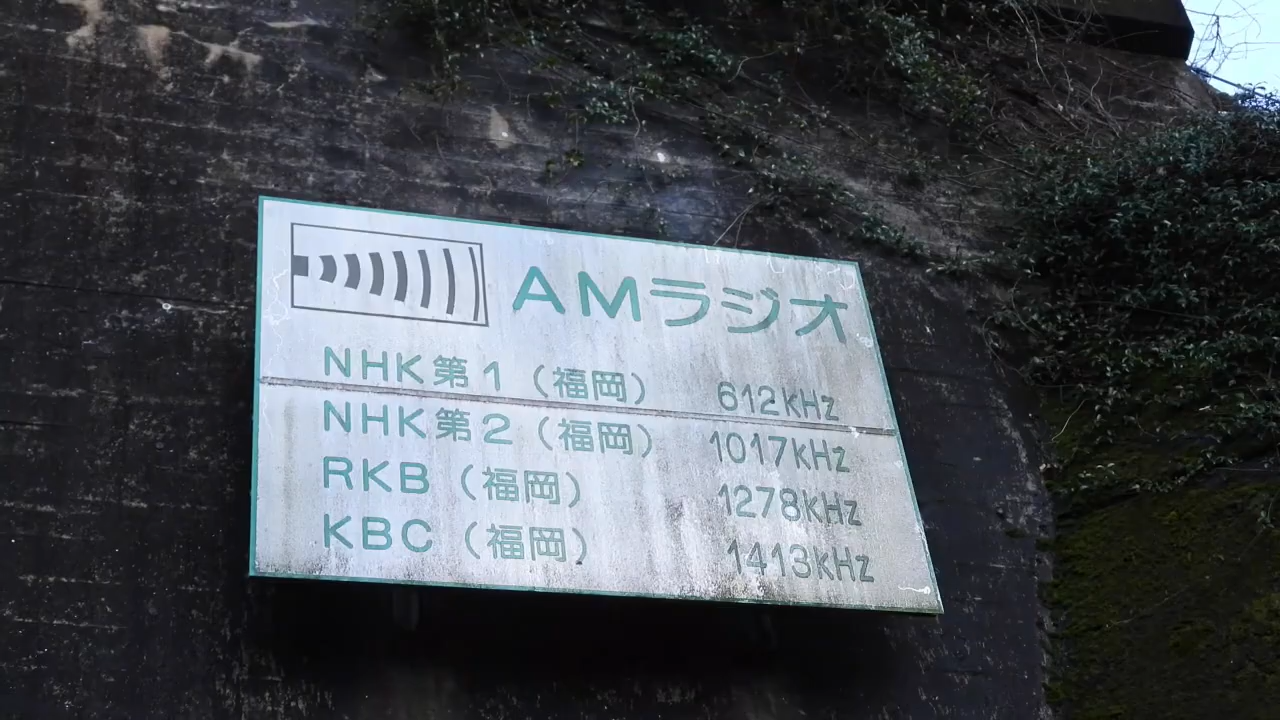 AMラジオ
NHK第1（福岡） 612KHz
NHK第2（福岡） 1017KHz
RKB（福岡） 1278KHz
KBC（福岡） 1413KHz